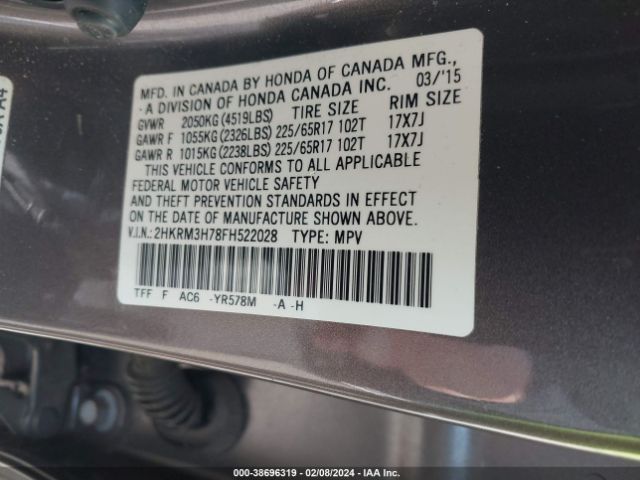 MFD. IN CANADA BY HONDA OF CANADA MFG.,
-A DIVISION OF HONDA CANADA INC. 03/'15
GVWR 2050KG (4519LBS) TIRE SIZE RIM SIZE
GAWR F 1055KG (2326LBS) 225/65R17 102T 17X7J
GAWR R 1015KG (2238LBS) 225/65R17 102T 17X7J
THIS VEHICLE CONFORMS TO ALL APPLICABLE
FEDERAL MOTOR VEHICLE SAFETY
AND THEFT PREVENTION STANDARDS IN EFFECT
ON THE DATE OF MANUFACTURE SHOWN ABOVE.
V.I.N.: 2HKRM3H78FH522028 TYPE: MPV
TFF F AC6 -YR578M -A -H
000-38696319 | 02/08/2024 | IAA Inc.